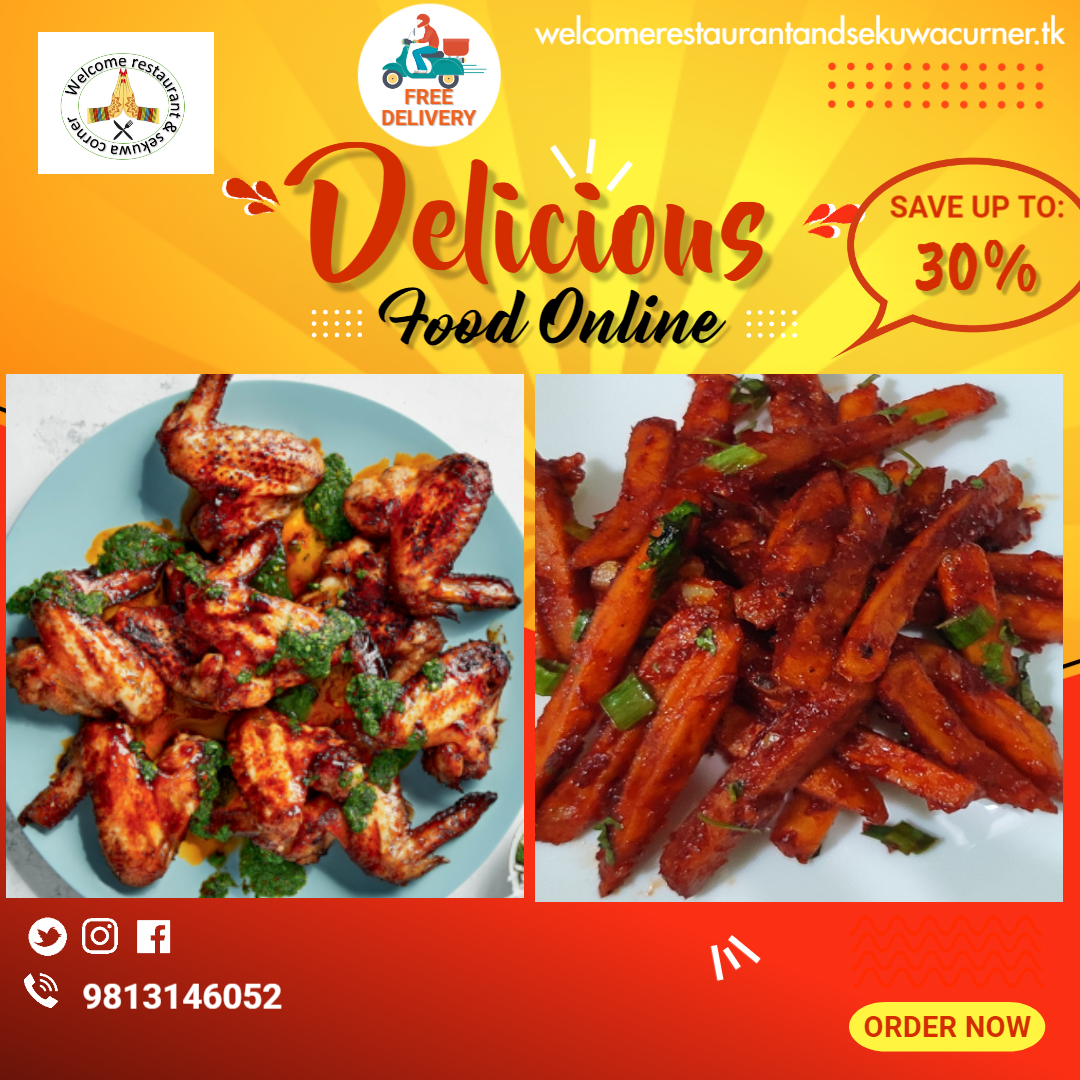 Welcome restaurant & sekuwa corner
FREE
DELIVERY
welcomerestaurantandsekuwacurner.tk
Delicious
Food Online
SAVE UP TO:
30%
9813146052
ORDER NOW